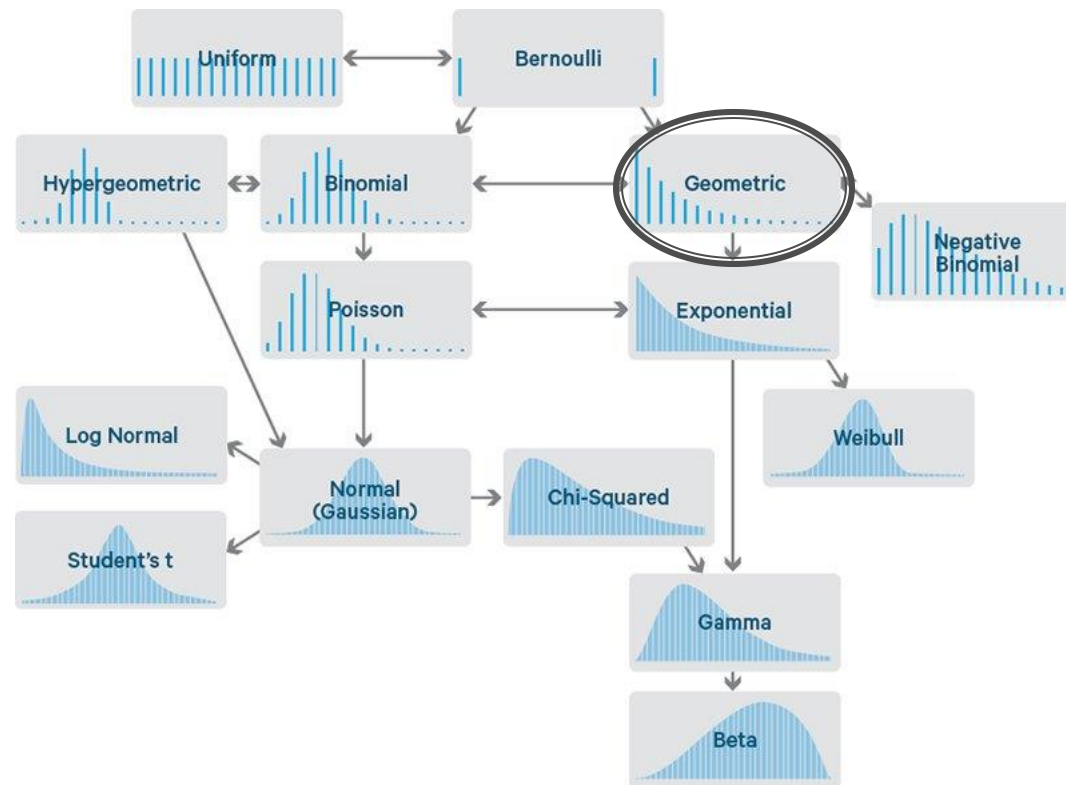 Uniform
Bernoulli
Hypergeometric
Binomial
Geometric
Negative
Binomial
Poisson
Exponential
Log Normal
Weibull
Normal
(Gaussian)
Chi-Squared
Student's t
Gamma
Beta